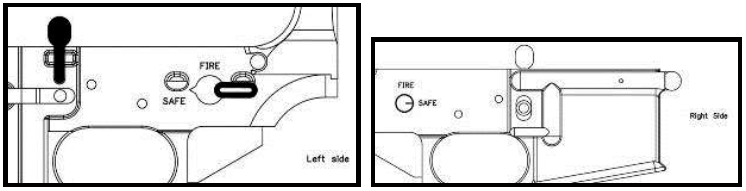 FIRE
SAFE
Left side
FIRE
SAFE
Right Side